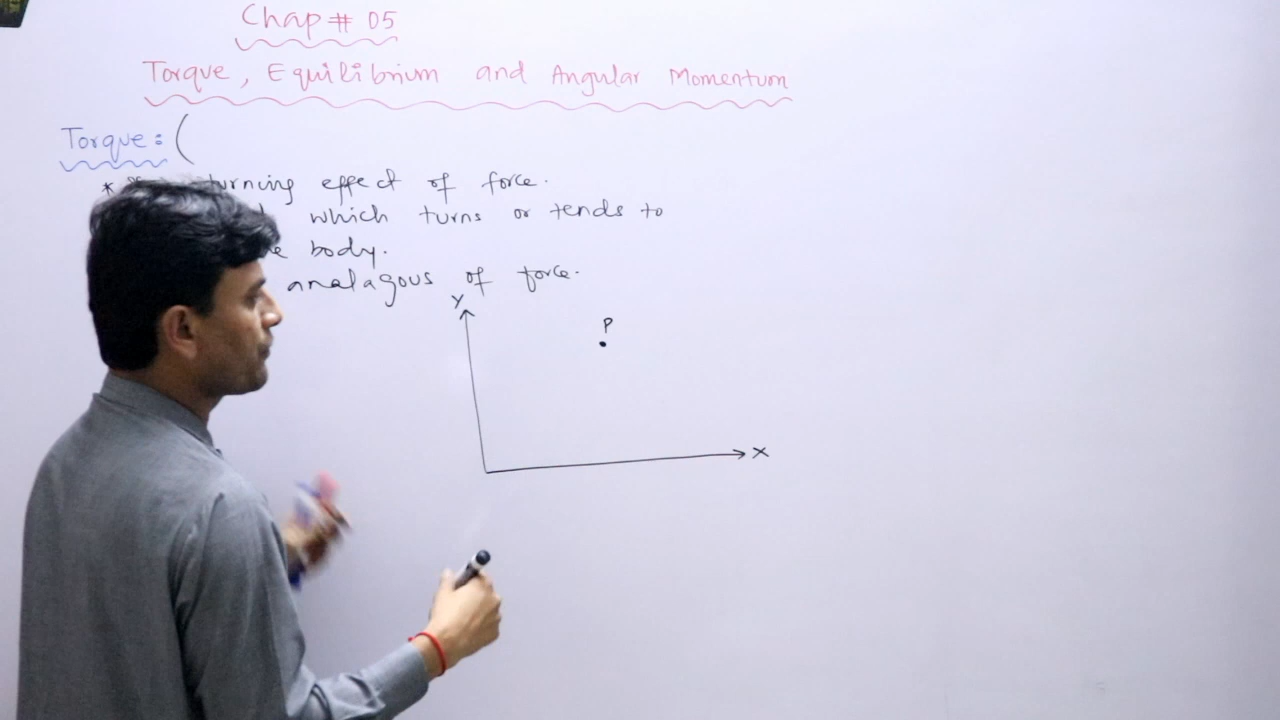 Chap # 05
Torque, Equilibrium and Angular Momentum
Torque: (
* turning effect of force.
which turns or tends to
body.
analagous of force.
Y
P
X